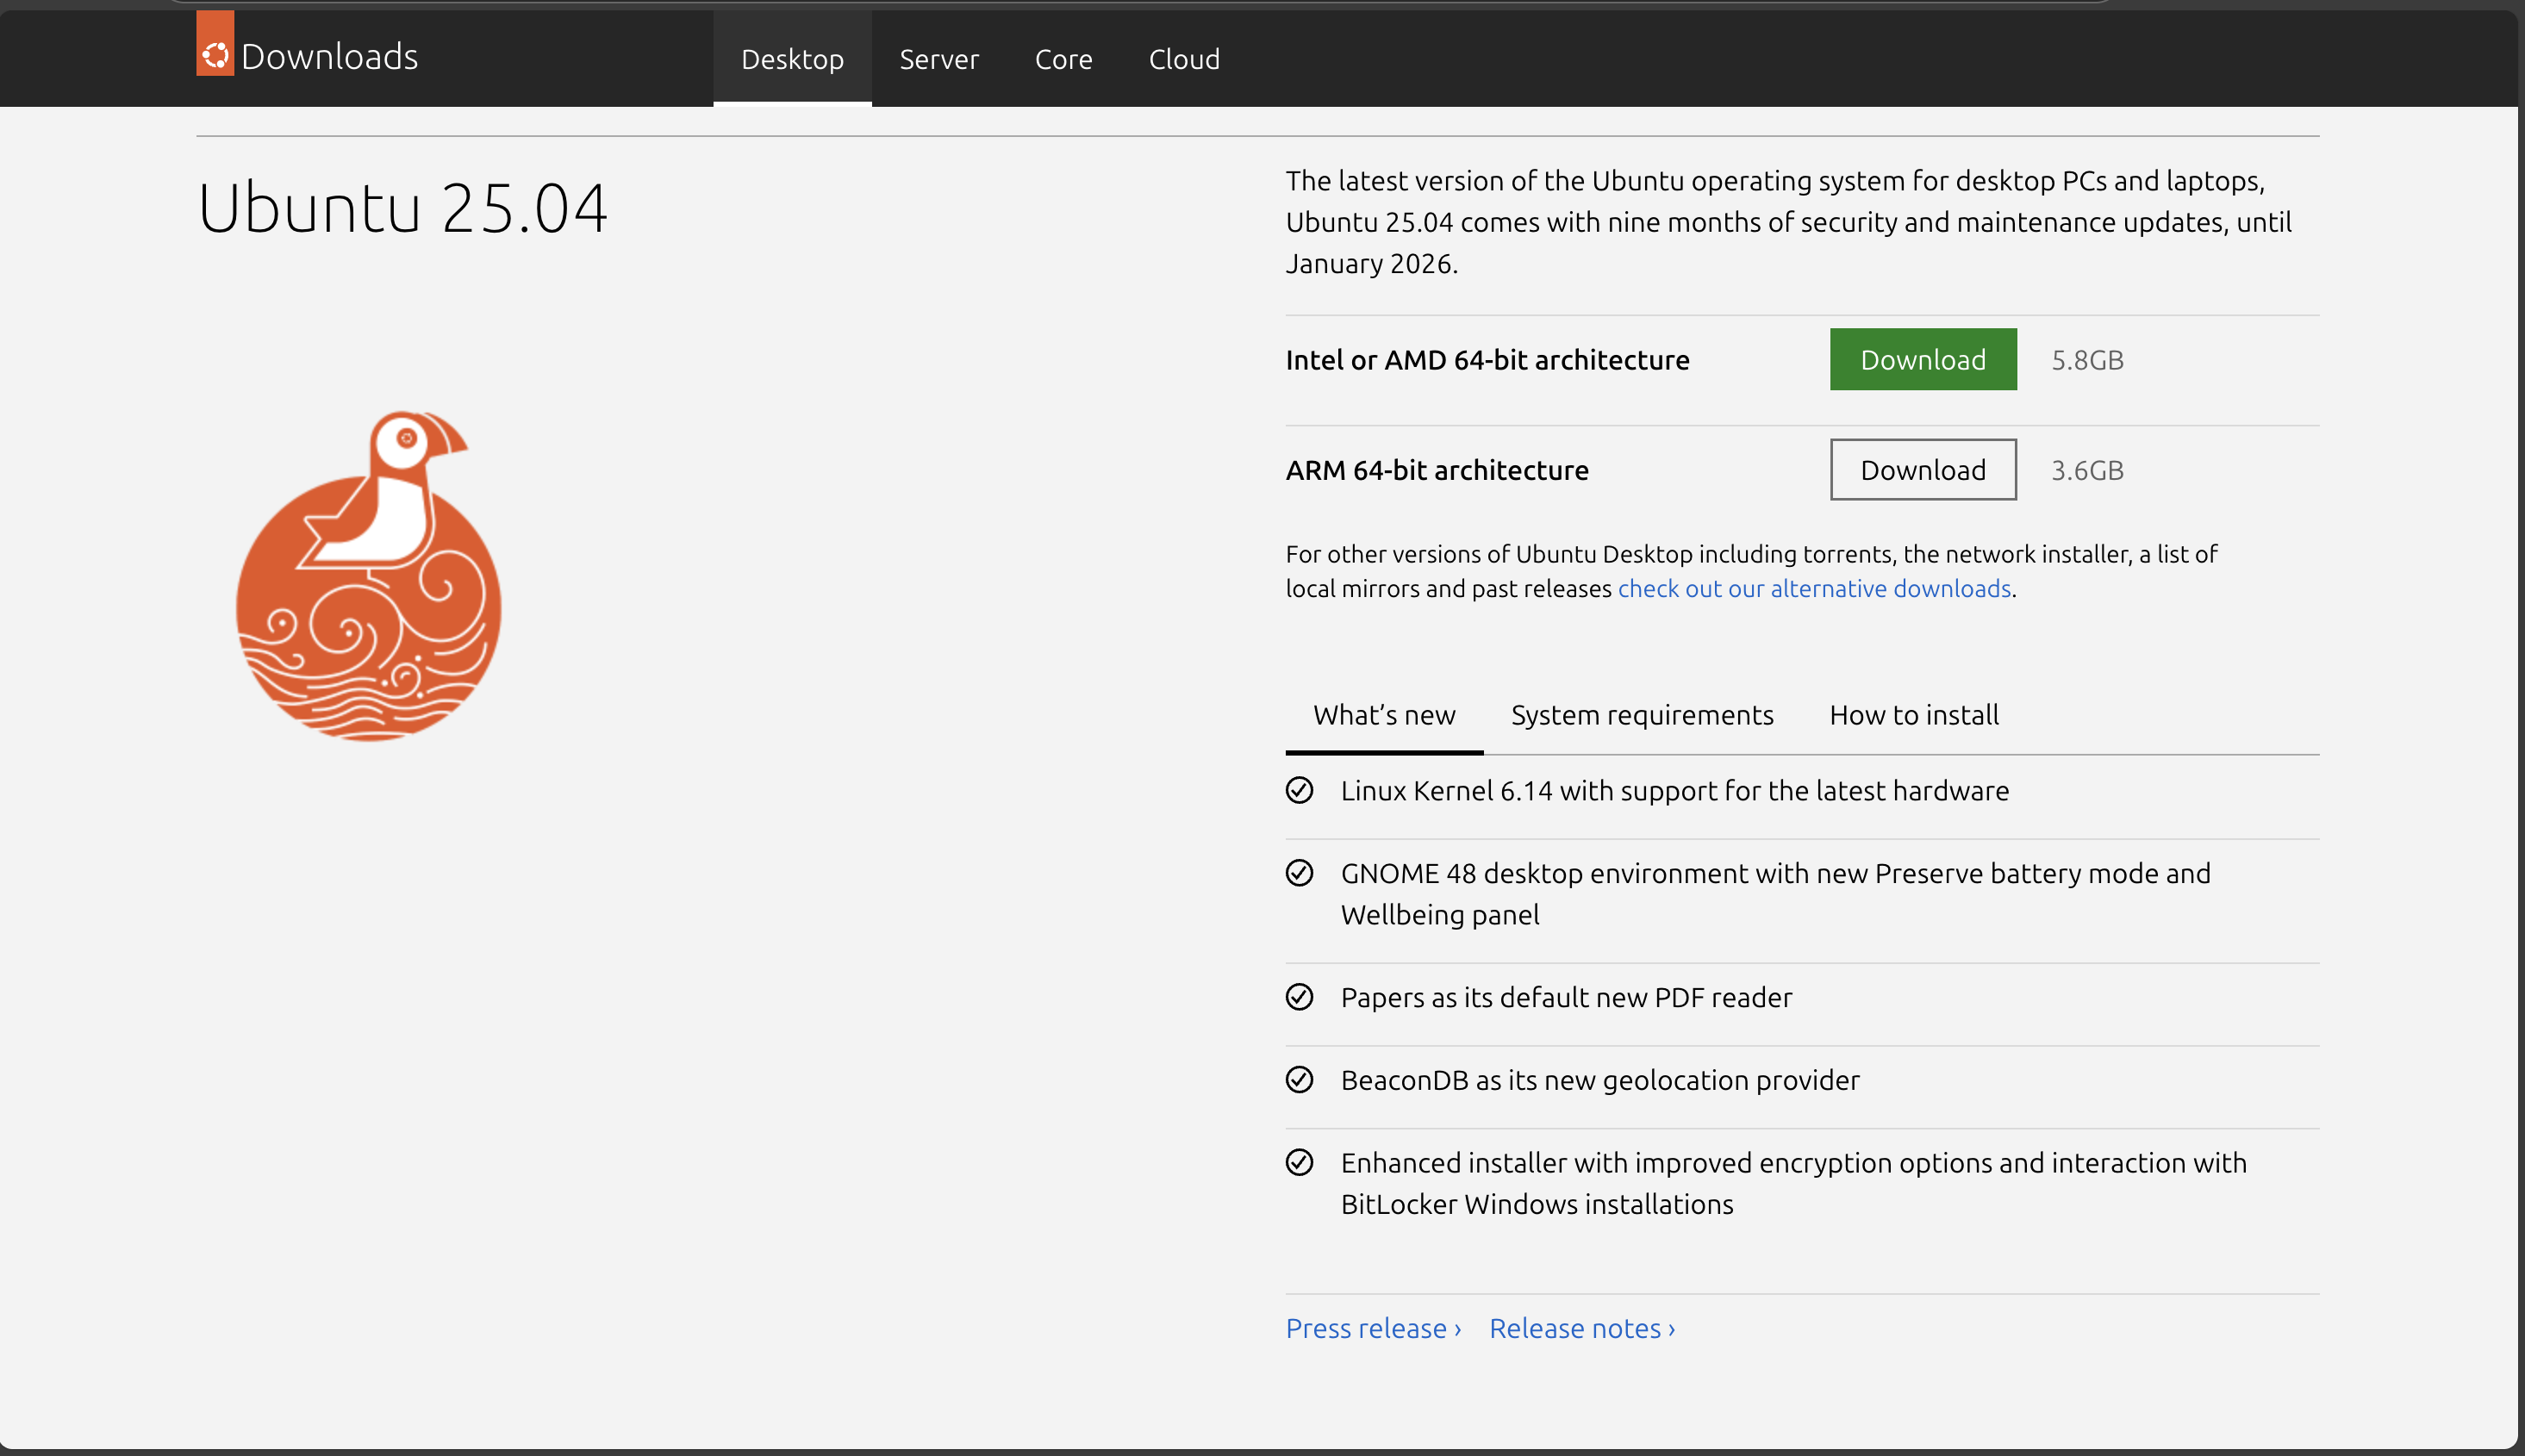 Downloads
Desktop
Server
Core
Cloud
Ubuntu 25.04
The latest version of the Ubuntu operating system for desktop PCs and laptops,
Ubuntu 25.04 comes with nine months of security and maintenance updates, until
January 2026.
Intel or AMD 64-bit architecture
Download
5.8GB
ARM 64-bit architecture
Download
3.6GB
For other versions of Ubuntu Desktop including torrents, the network installer, a list of
local mirrors and past releases check out our alternative downloads.
What’s new
System requirements
How to install
Linux Kernel 6.14 with support for the latest hardware
GNOME 48 desktop environment with new Preserve battery mode and
Wellbeing panel
Papers as its default new PDF reader
BeaconDB as its new geolocation provider
Enhanced installer with improved encryption options and interaction with
BitLocker Windows installations
Press release ›
Release notes ›